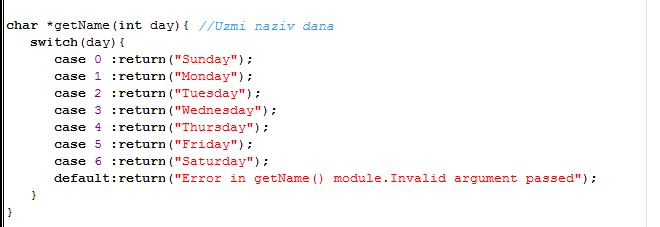 char *getName(int day){ //Uzmi naziv dana
switch(day){
case 0 :return("Sunday");
case 1 :return("Monday");
case 2 :return("Tuesday");
case 3 :return("Wednesday");
case 4 :return("Thursday");
case 5 :return("Friday");
case 6 :return("Saturday");
default:return("Error in getName() module.Invalid argument passed");
}
}